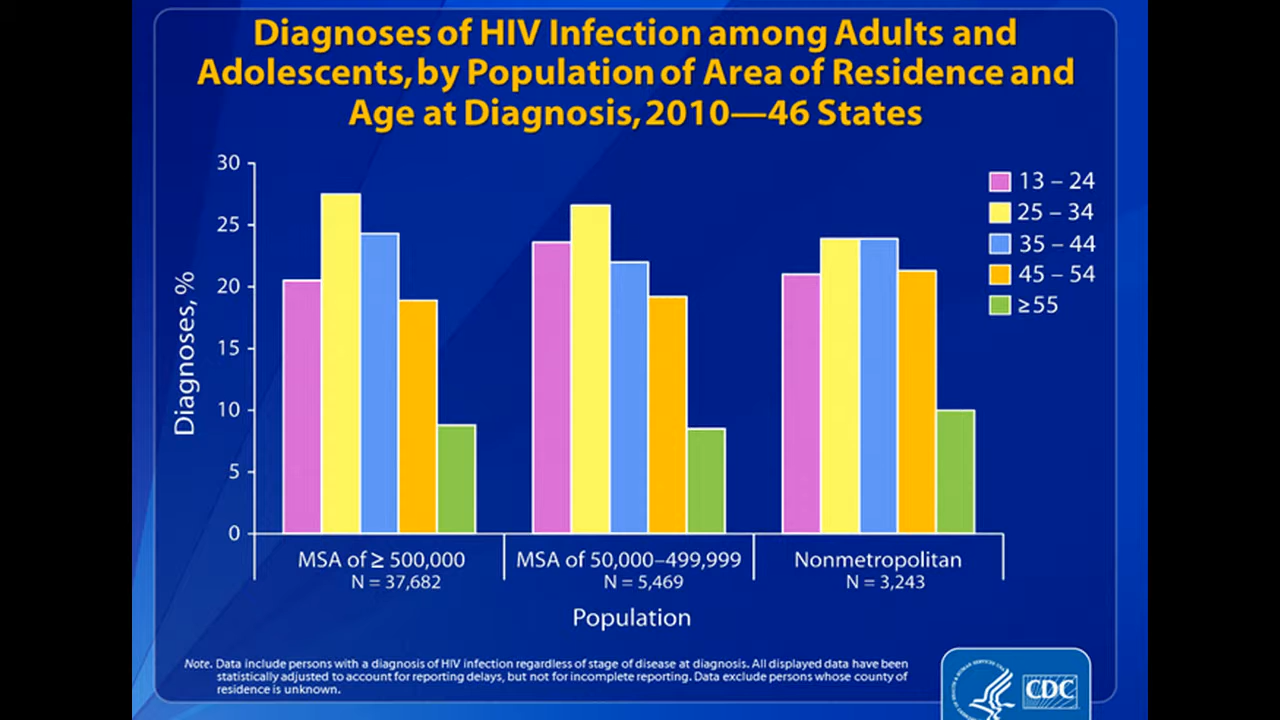 Diagnoses of HIV Infection among Adults and
Adolescents, by Population of Area of Residence and
Age at Diagnosis, 2010—46 States
30
25
20
15
10
5
0
Diagnoses, %
13 – 24
25 – 34
35 – 44
45 – 54
≥55
MSA of ≥ 500,000
N = 37,682
MSA of 50,000–499,999
N = 5,469
Nonmetropolitan
N = 3,243
Population
Note. Data include persons with a diagnosis of HIV infection regardless of stage of disease at diagnosis. All displayed data have been
statistically adjusted to account for reporting delays, but not for incomplete reporting. Data exclude persons whose county of
residence is unknown.
CDC